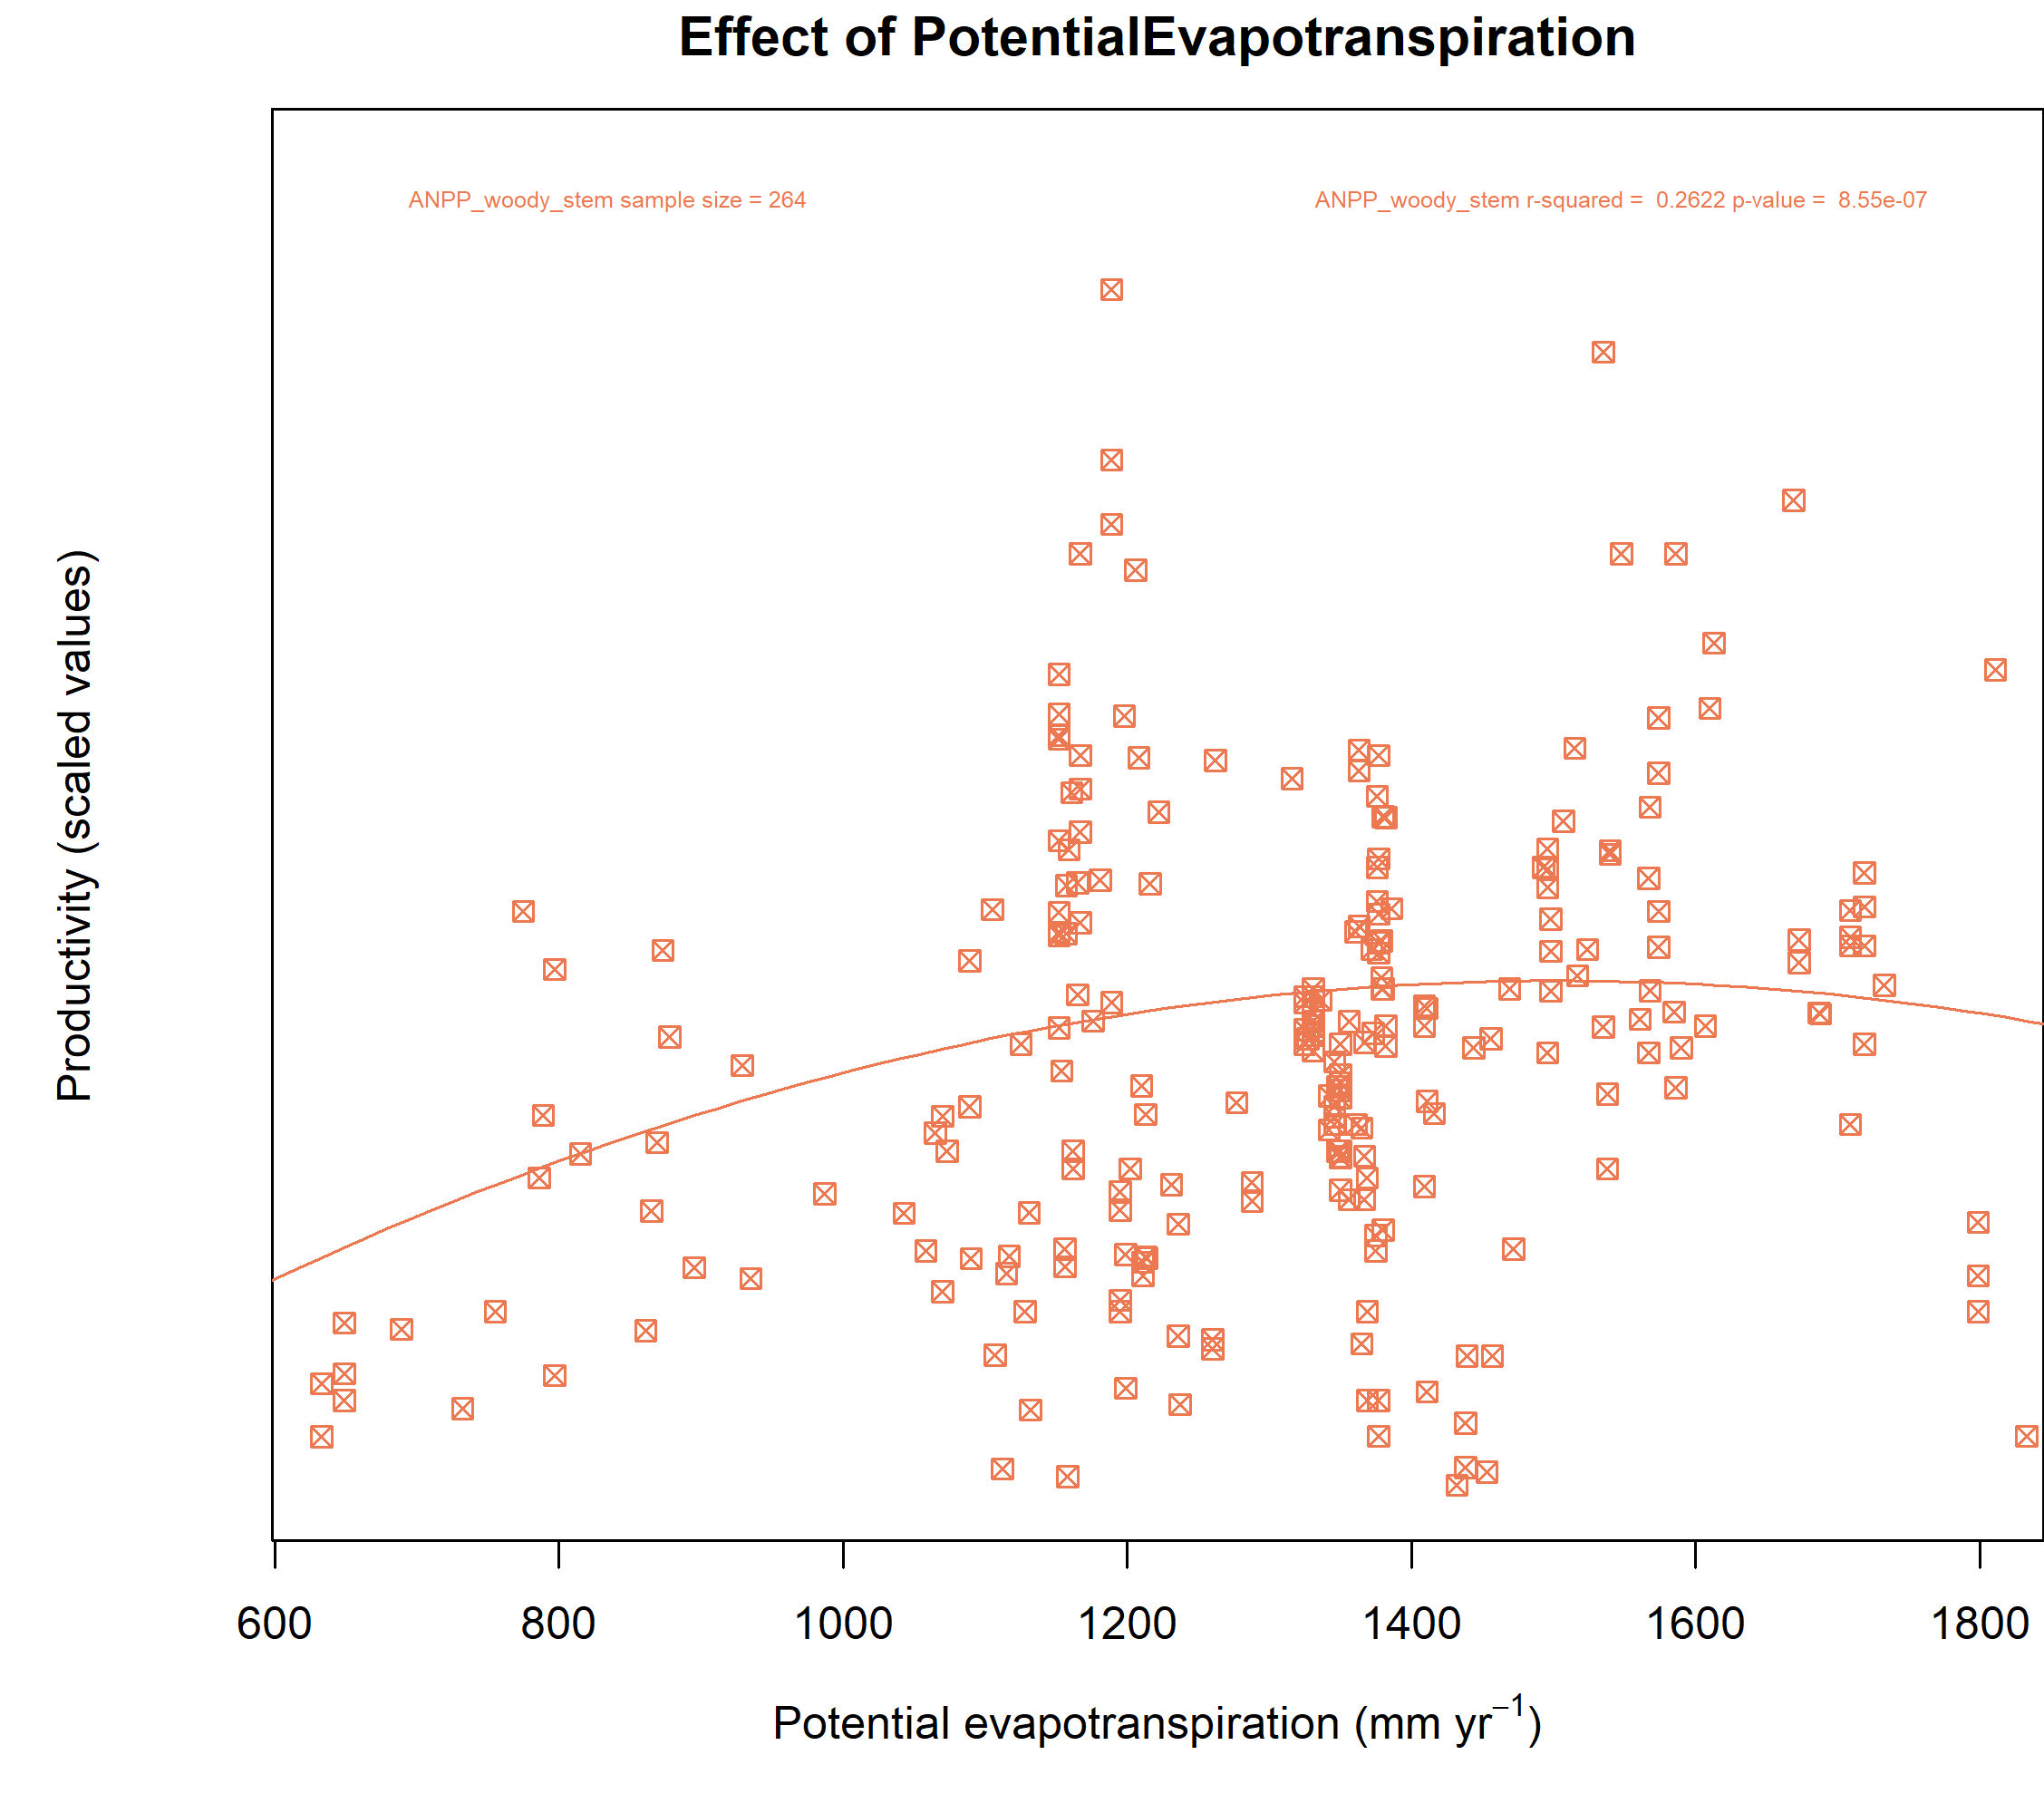 Effect of PotentialEvapotranspiration
ANPP_woody_stem sample size = 264
ANPP_woody_stem r-squared =  0.2622 p-value =  8.55e-07
Productivity (scaled values)
600 800 1000 1200 1400 1600 1800
Potential evapotranspiration (mm yr⁻¹)